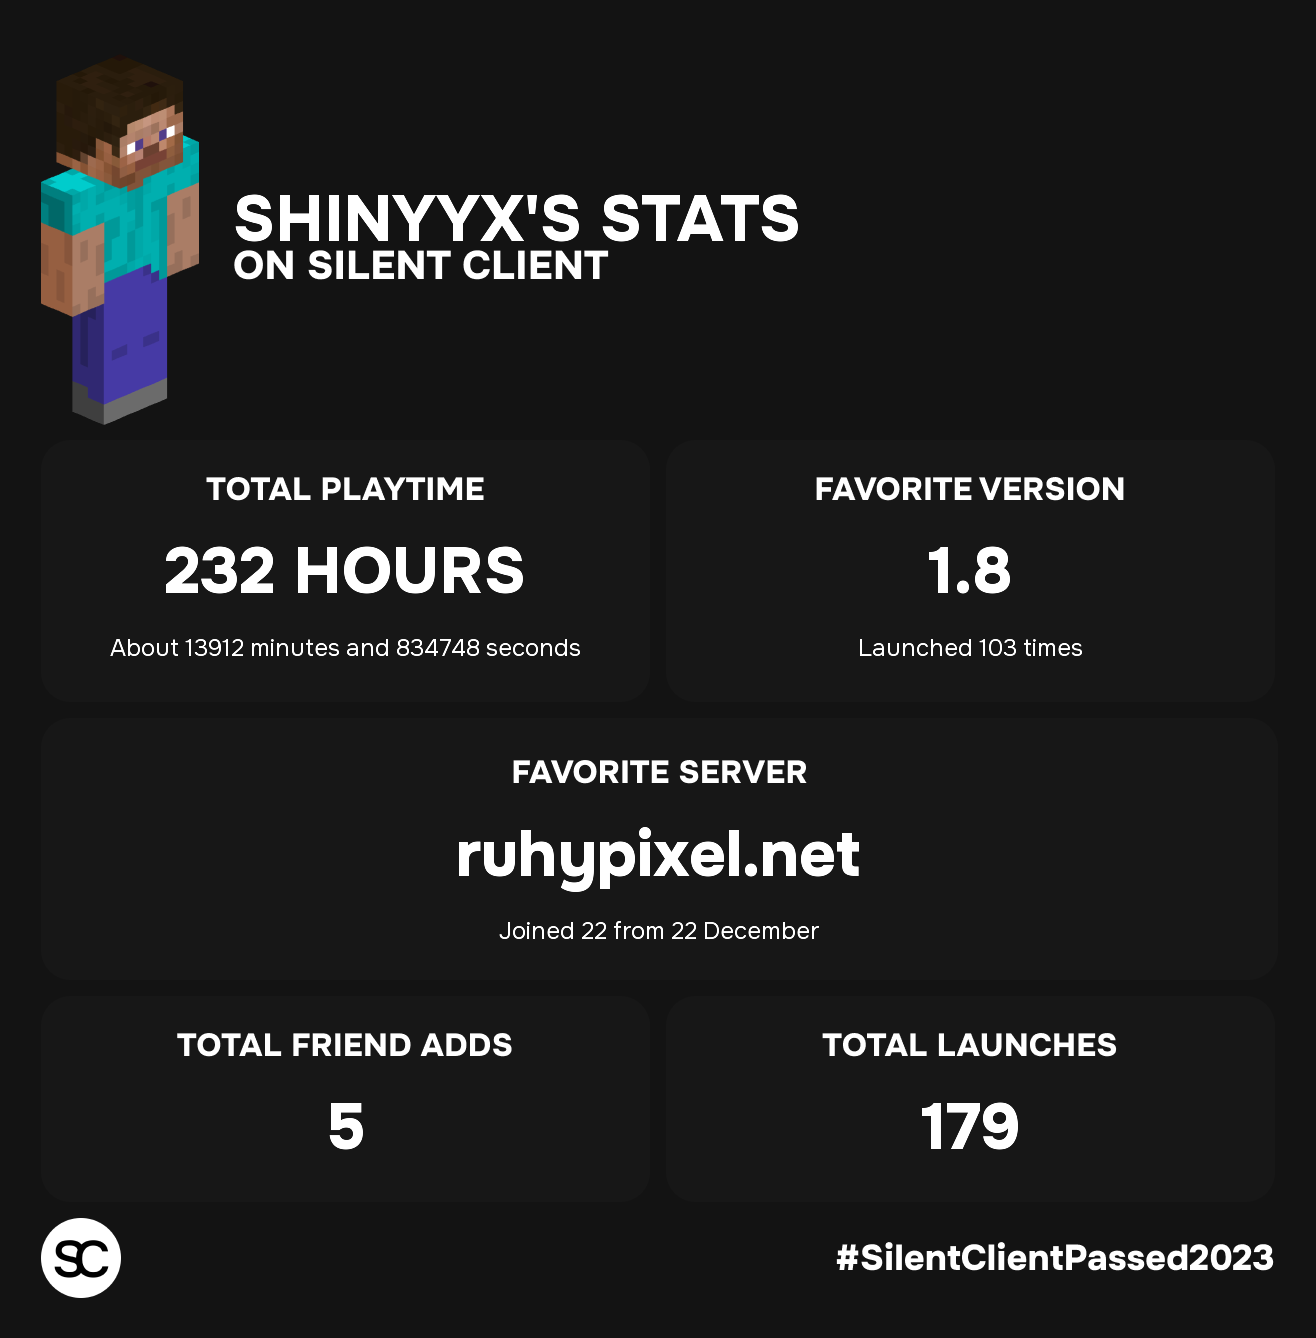 SHINYYX'S STATS
ON SILENT CLIENT
TOTAL PLAYTIME
232 HOURS
About 13912 minutes and 834748 seconds
FAVORITE VERSION
1.8
Launched 103 times
FAVORITE SERVER
ruhypixel.net
Joined 22 from 22 December
TOTAL FRIEND ADDS
5
TOTAL LAUNCHES
179
SC
#SilentClientPassed2023